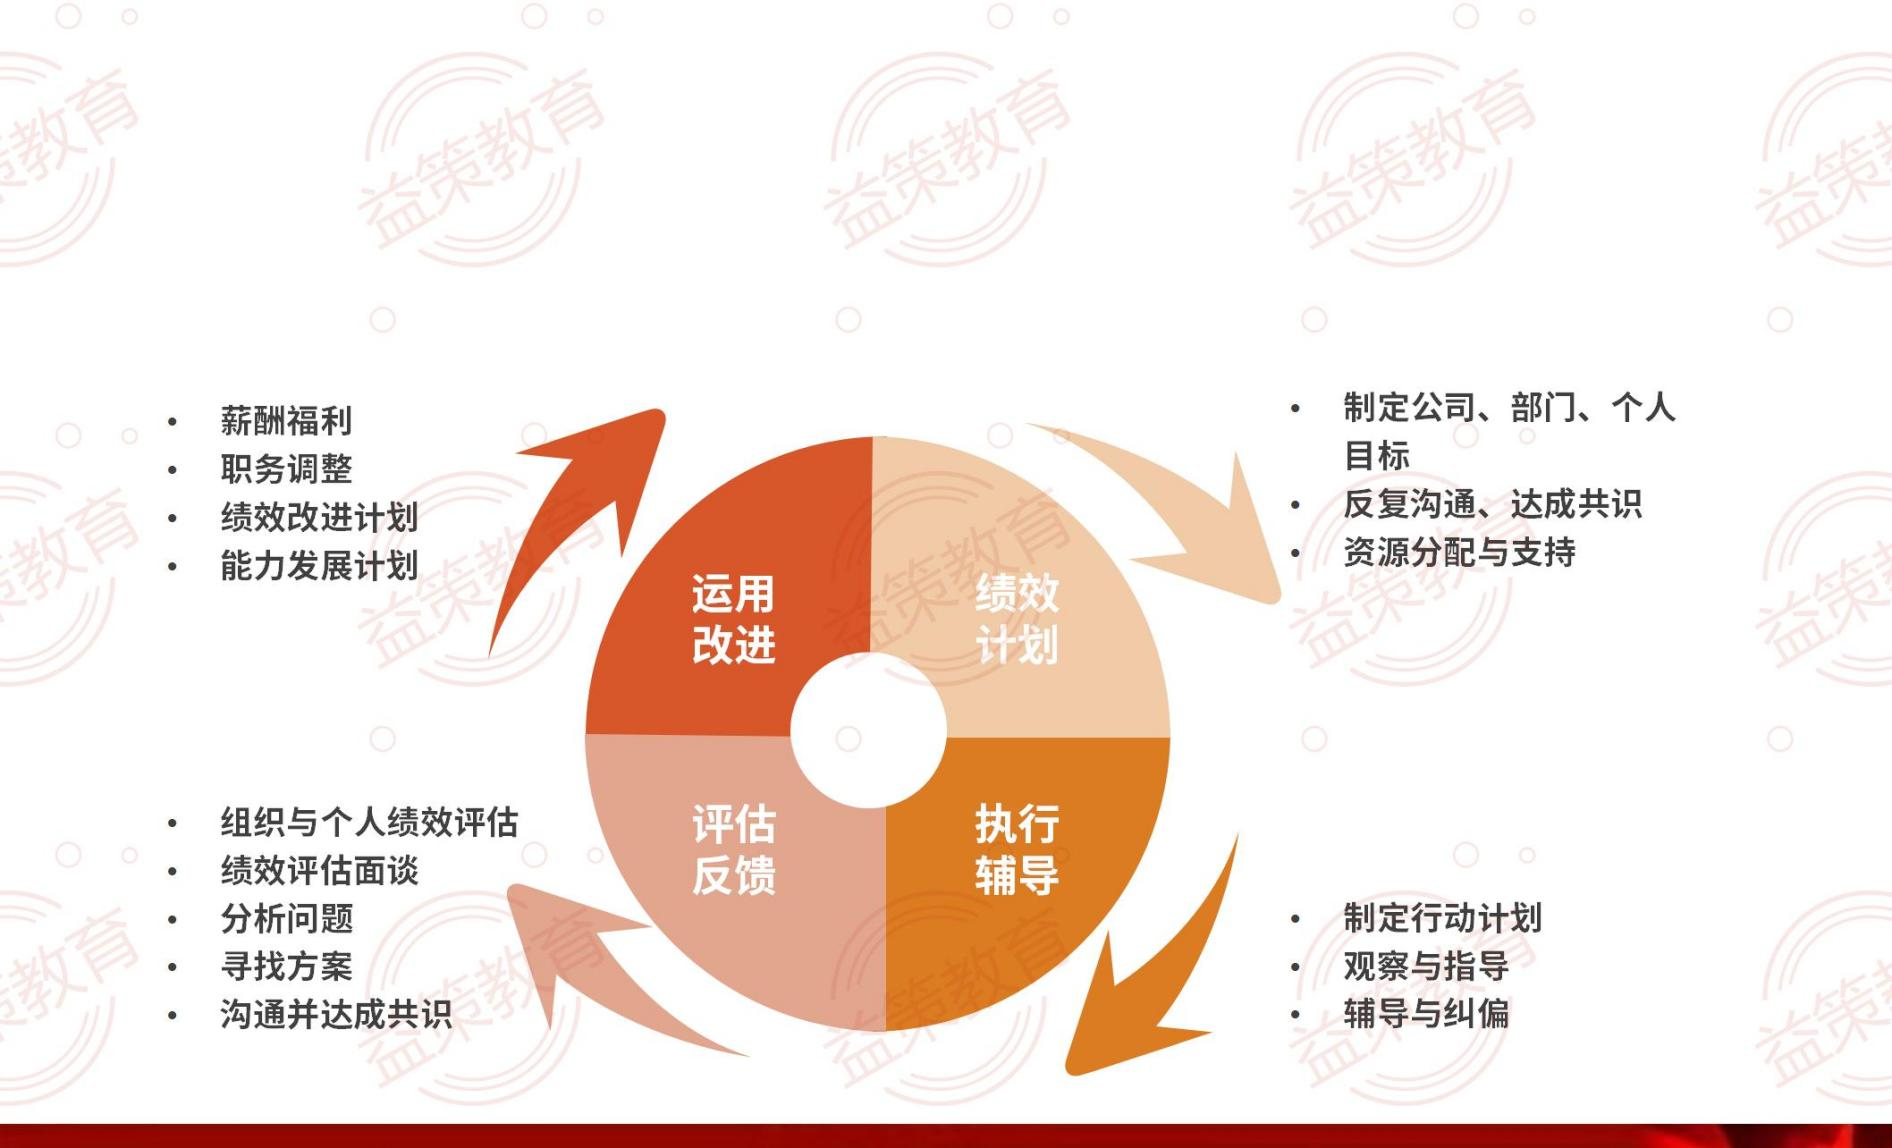 薪酬福利
职务调整
绩效改进计划
能力发展计划
制定公司、部门、个人
目标
反复沟通、达成共识
资源分配与支持
运用
改进
绩效
计划
评估
反馈
执行
辅导
组织与个人绩效评估
绩效评估面谈
分析问题
寻找方案
沟通并达成共识
制定行动计划
观察与指导
辅导与纠偏
益策教育